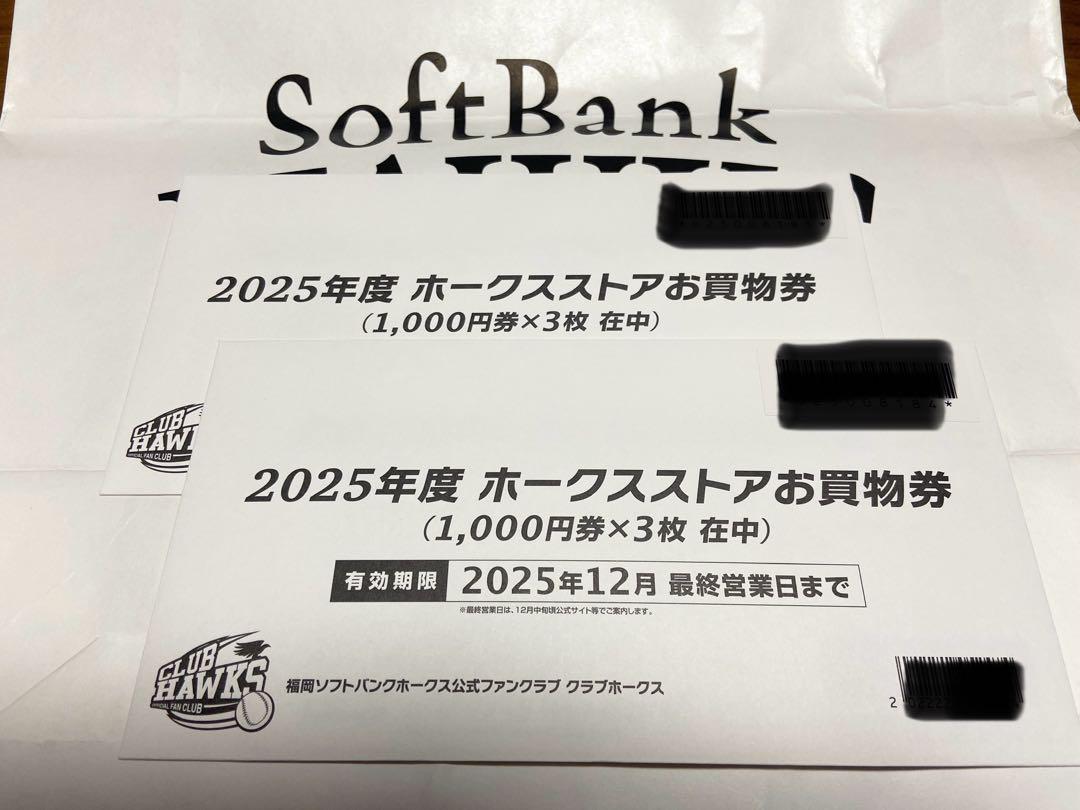 SoftBank
2025年度 ホークスストアお買物券
(1,000円券×3枚 在中)
CLUB
OFFICIAL FAN CLUB
2025年度 ホークスストアお買物券
(1,000円券×3枚 在中)
有効期限 2025年12月 最終営業日まで
※最終営業日は、12月中旬頃公式サイト等でご案内します。
CLUB
HAWKS
OFFICIAL FAN CLUB
福岡ソフトバンクホークス公式ファンクラブ クラブホークス